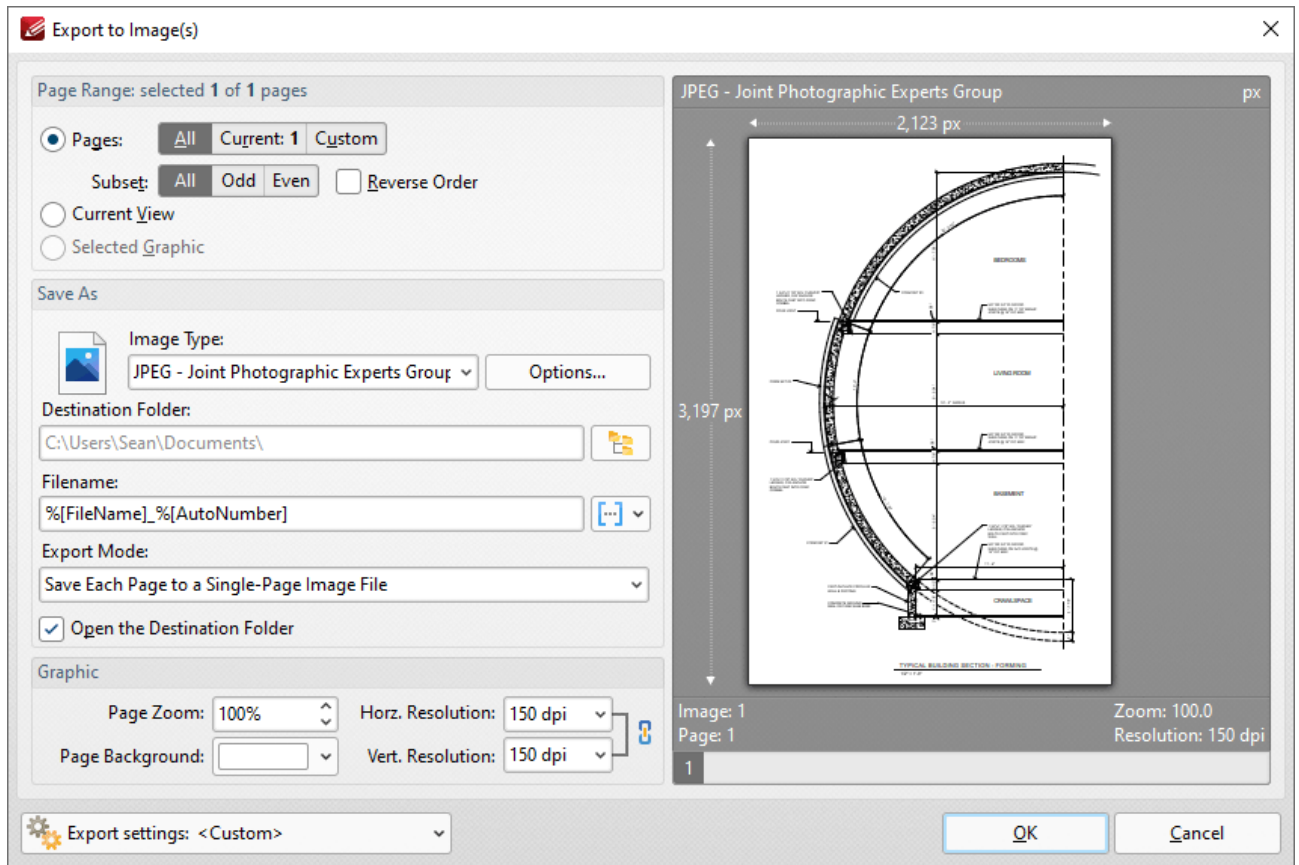 Export to Image(s)
Page Range: selected 1 of 1 pages
Pages: All Current: 1 Custom
Subset: All Odd Even Reverse Order
Current View
Selected Graphic
Save As
Image Type:
JPEG - Joint Photographic Experts Group Options...
Destination Folder:
C:\Users\Sean\Documents\
Filename:
%[FileName]_%[AutoNumber]
Export Mode:
Save Each Page to a Single-Page Image File
Open the Destination Folder
Graphic
Page Zoom: 100% Horz. Resolution: 150 dpi
Page Background: Vert. Resolution: 150 dpi
JPEG - Joint Photographic Experts Group px
2,123 px
3,197 px
BEDROOMS
LIVING ROOM
BASEMENT
CRAWLSPACE
TYPICAL BUILDING SECTION - FORMING
Image: 1 Zoom: 100.0
Page: 1 Resolution: 150 dpi
1
Export settings: <Custom> OK Cancel